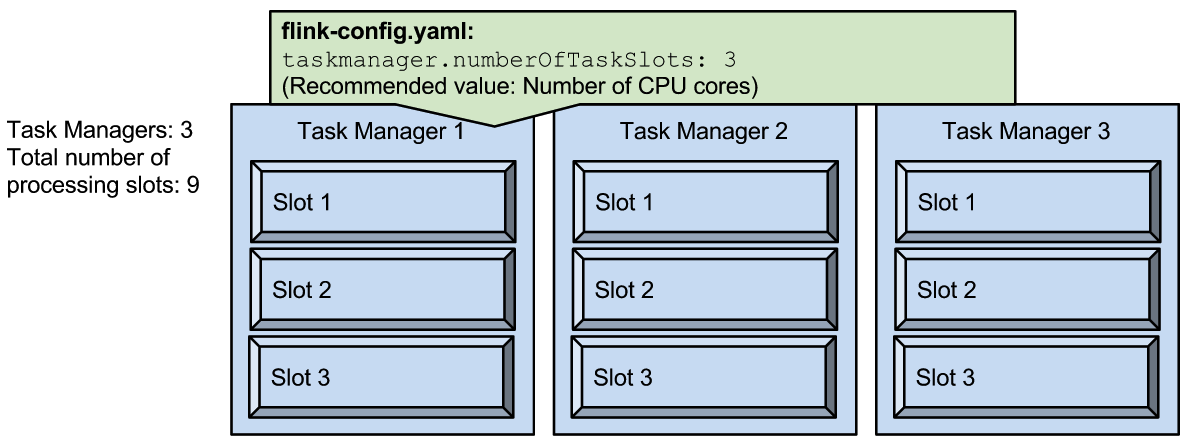 flink-config.yaml:
taskmanager.numberOfTaskSlots: 3
(Recommended value: Number of CPU cores)
Task Managers: 3
Total number of
processing slots: 9
Task Manager 1
Slot 1
Slot 2
Slot 3
Task Manager 2
Slot 1
Slot 2
Slot 3
Task Manager 3
Slot 1
Slot 2
Slot 3